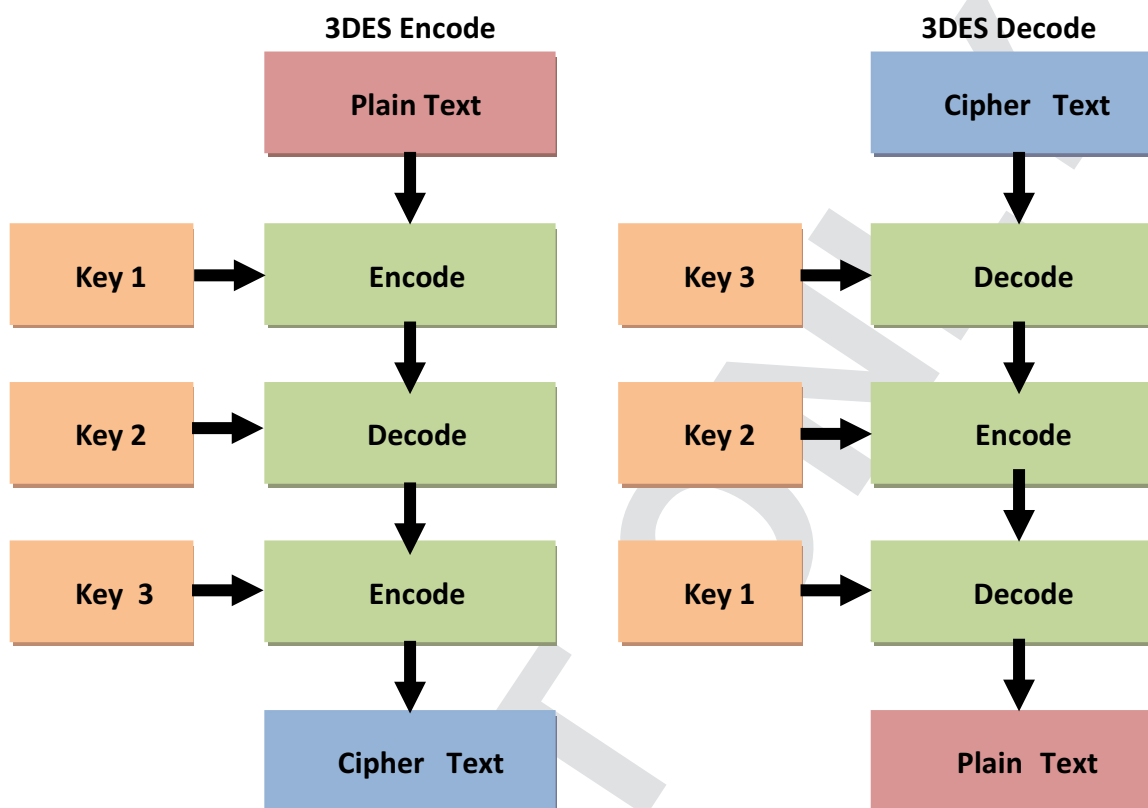 3DES Encode
Plain Text
Key 1
Encode
Key 2
Decode
Key 3
Encode
Cipher Text
3DES Decode
Cipher Text
Key 3
Decode
Key 2
Encode
Key 1
Decode
Plain Text